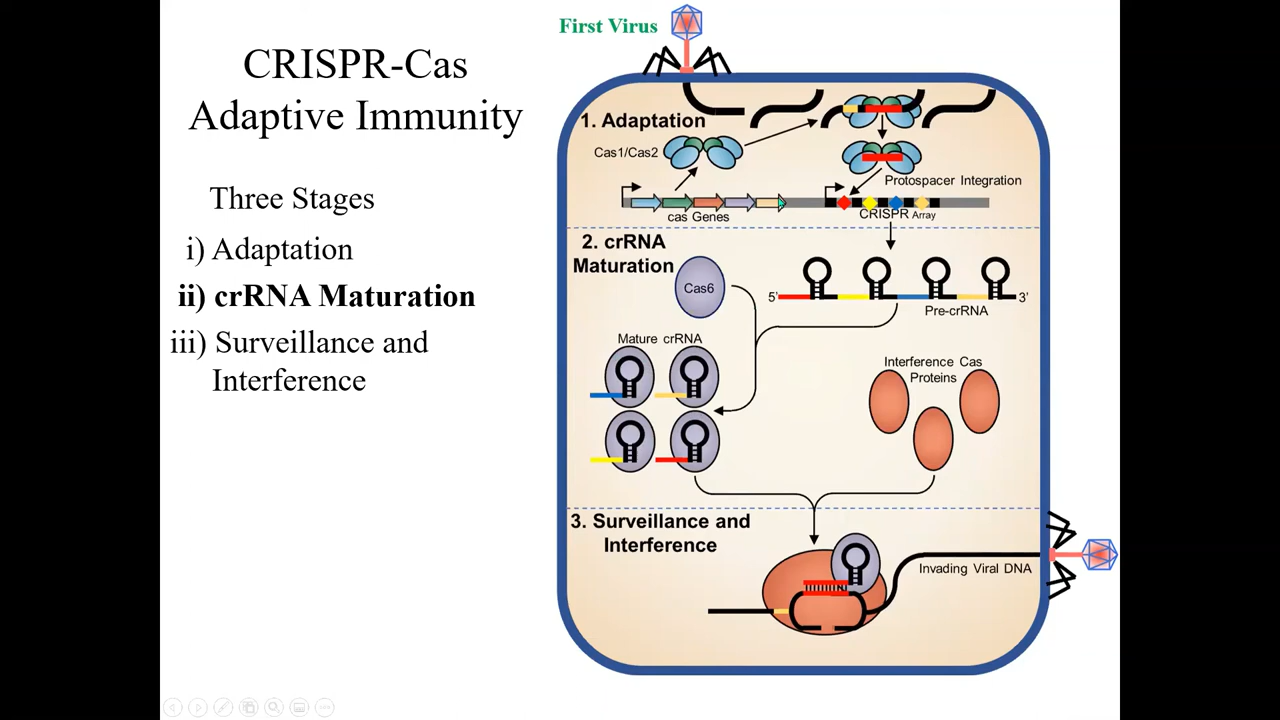 CRISPR-Cas
Adaptive Immunity
Three Stages
i) Adaptation
ii) crRNA Maturation
iii) Surveillance and
Interference
First Virus
1. Adaptation
Cas1/Cas2
Protospacer Integration
cas Genes
CRISPR Array
2. crRNA
Maturation
Cas6
5'
3'
Pre-crRNA
Mature crRNA
Interference Cas
Proteins
3. Surveillance and
Interference
Invading Viral DNA